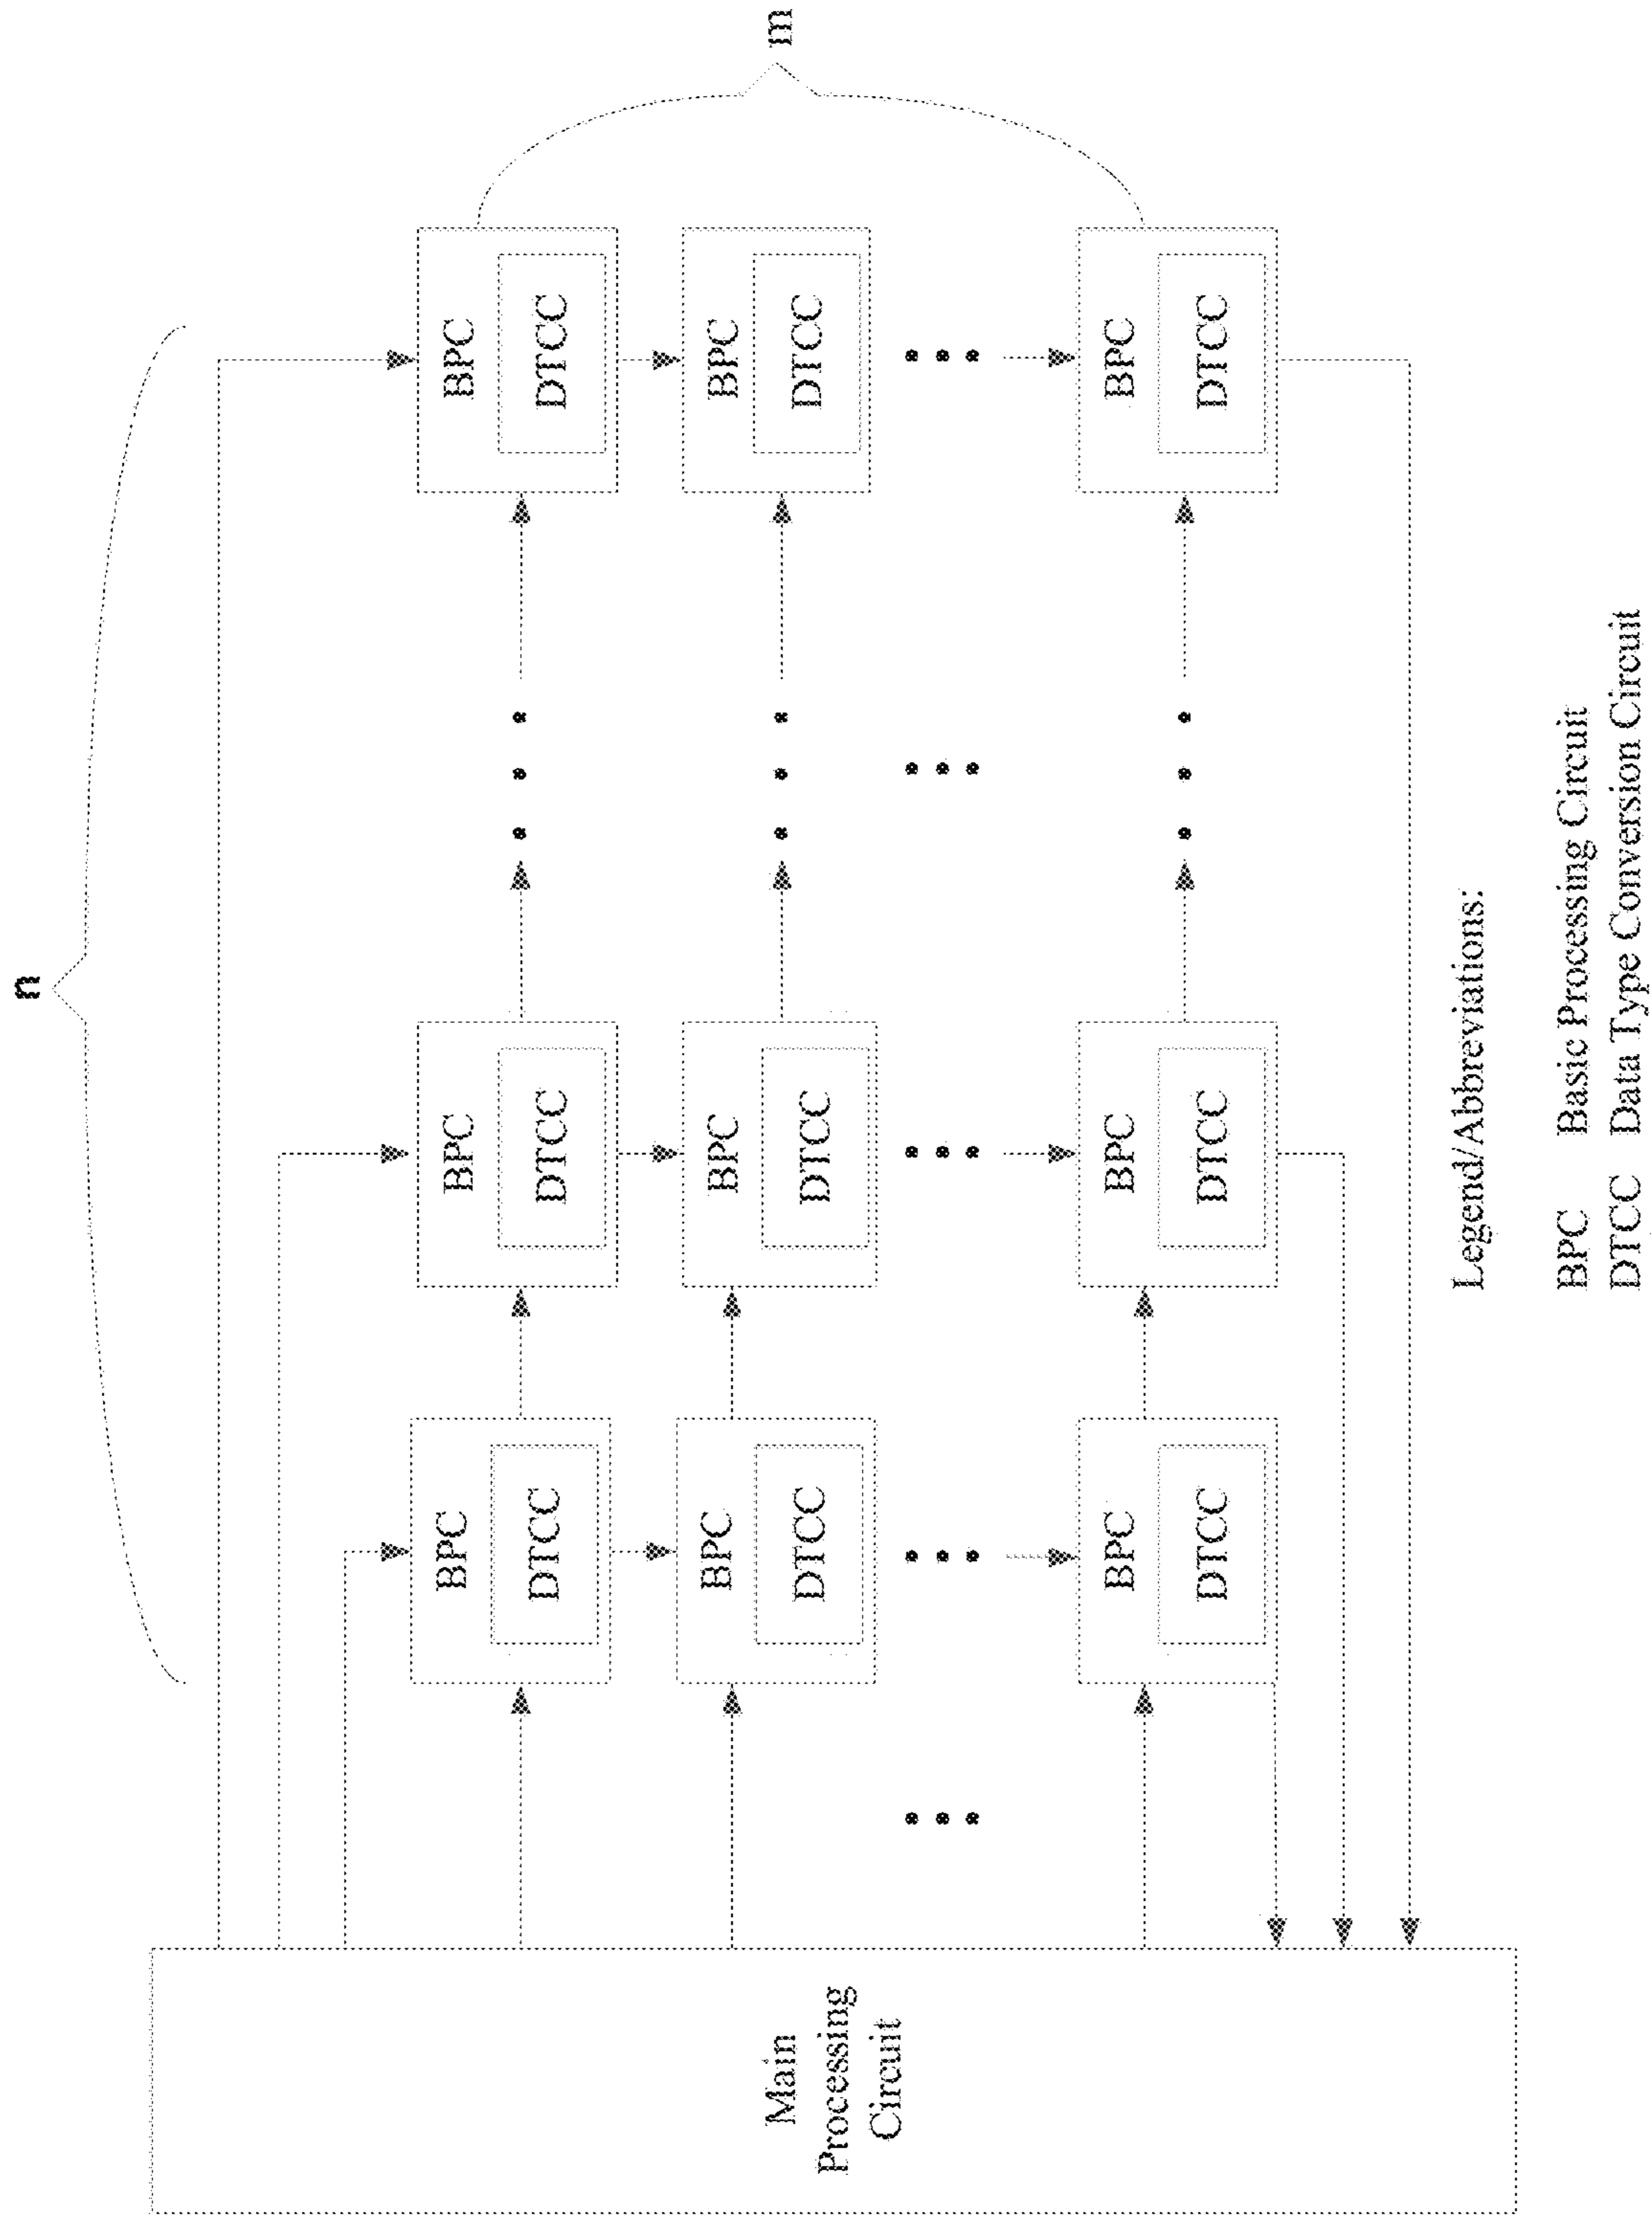 n
m
BPC
DTCC
BPC
DTCC
BPC
DTCC
BPC
DTCC
BPC
DTCC
BPC
DTCC
BPC
DTCC
BPC
DTCC
BPC
DTCC
Main
Processing
Circuit
Legend/Abbreviations:
BPC Basic Processing Circuit
DTCC Data Type Conversion Circuit